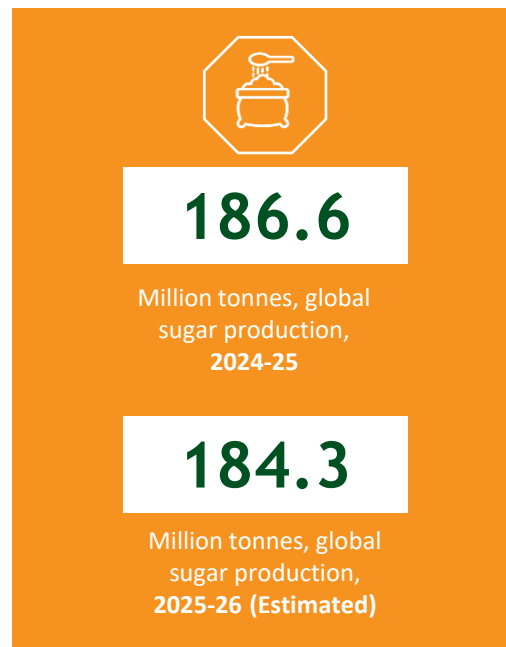 186.6
Million tonnes, global
sugar production,
2024-25
184.3
Million tonnes, global
sugar production,
2025-26 (Estimated)